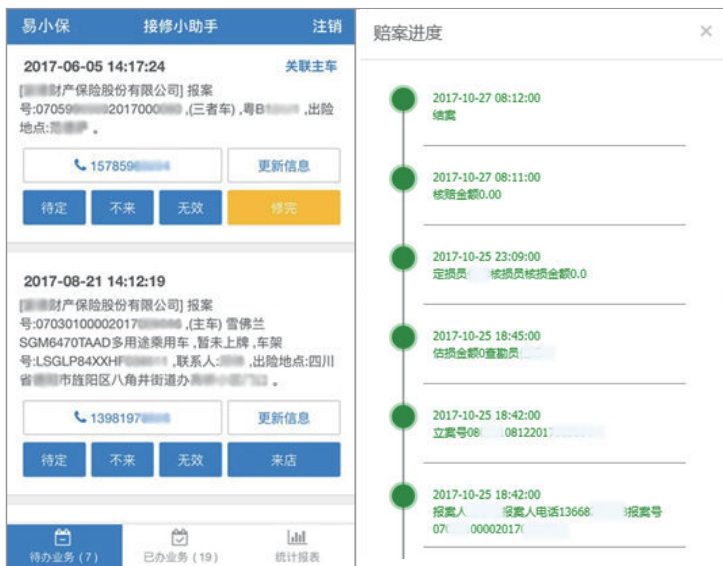 易小保 接修小助手 注销
2017-06-05 14:17:24 关联主车
财产保险股份有限公司] 报案
号:07059 2017000 ,(三者车) ,粤B ,出险
地点: 。
157859
更新信息
待定 不来 无效 修完
2017-08-21 14:12:19
财产保险股份有限公司] 报案
号:07030100002017 ,(主车) 雪佛兰
SGM6470TAAD多用途乘用车 ,暂未上牌 ,车架
号:LSGLP84XXHF ,联系人: ,出险地点:四川
省 市旌阳区八角井街道办 。
1398197
更新信息
待定 不来 无效 来店
待办业务 (7) 已办业务 (19) 统计报表
赔案进度 ×
2017-10-27 08:12:00
结案
2017-10-27 08:11:00
核赔金额0.00
2017-10-25 23:09:00
定损员 核损员核损金额0.0
2017-10-25 18:45:00
估损金额0查勘员
2017-10-25 18:42:00
立案号08 0812201
2017-10-25 18:42:00
报案人 报案人电话13668 报案号
07 00002017